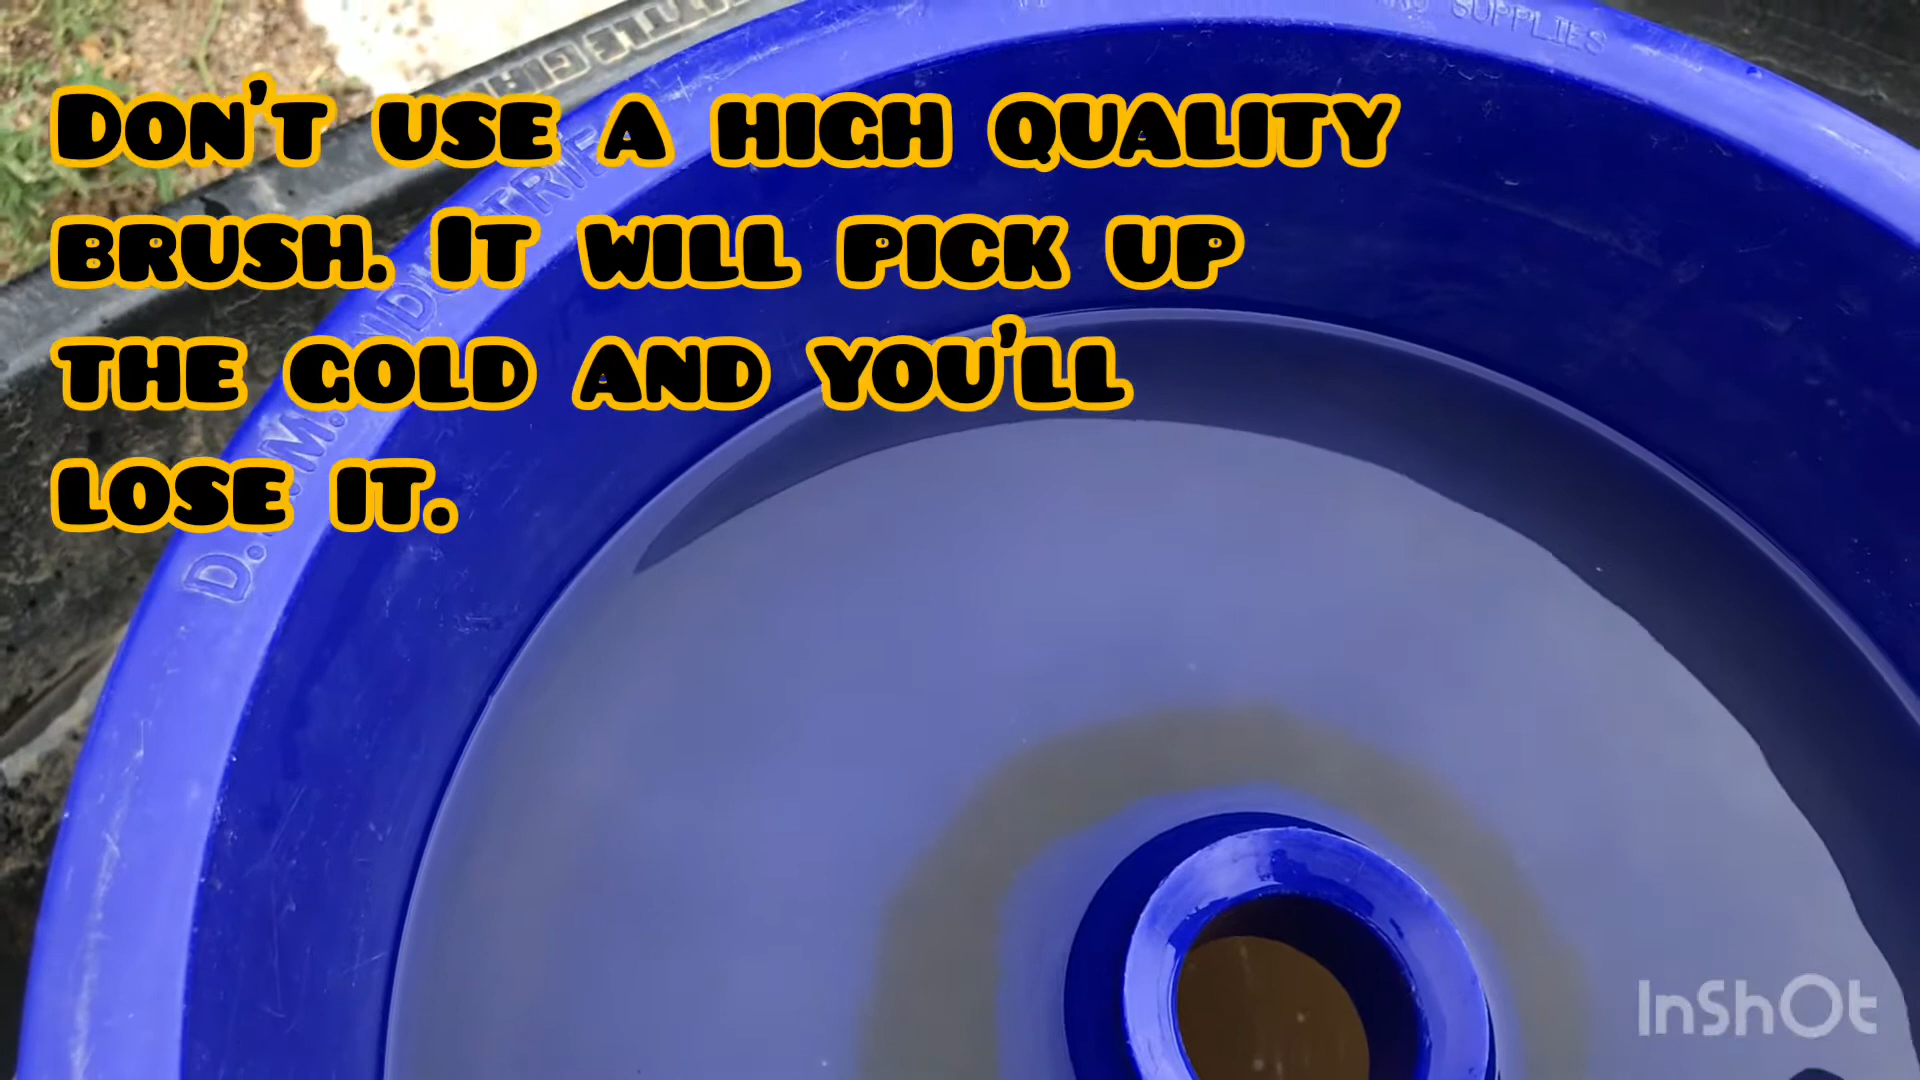 Don't use a high quality
brush. It will pick up
the gold and you'll
lose it.
SUPPLIES
InShOt